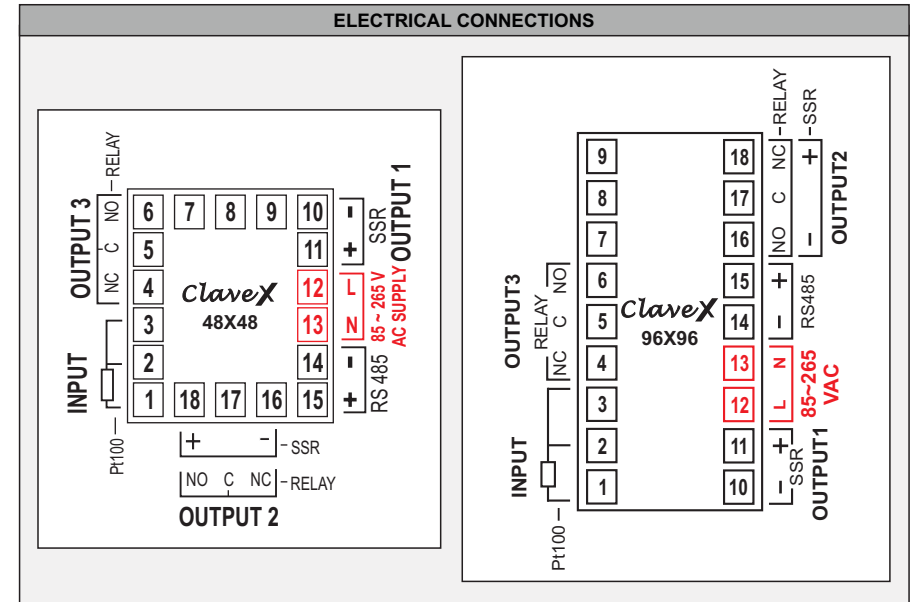 ELECTRICAL CONNECTIONS
OUTPUT 3
NC C NO
RELAY
6 7 8 9 10
5 11
4 12
3 13
2 14
1 18 17 16 15
ClaveX
48X48
- +
SSR
OUTPUT 1
L
N
85 ~ 265 V
AC SUPPLY
- +
RS 485
INPUT
Pt100
+ -
SSR
NO C NC
RELAY
OUTPUT 2
9 18
8 17
7 16
6 15
5 14
4 13
3 12
2 11
1 10
ClaveX
96X96
OUTPUT3
RELAY
NC C NO
INPUT
Pt100
NO C NC
RELAY
- +
SSR
OUTPUT2
- +
RS485
L N
85~265
VAC
- +
SSR
OUTPUT1